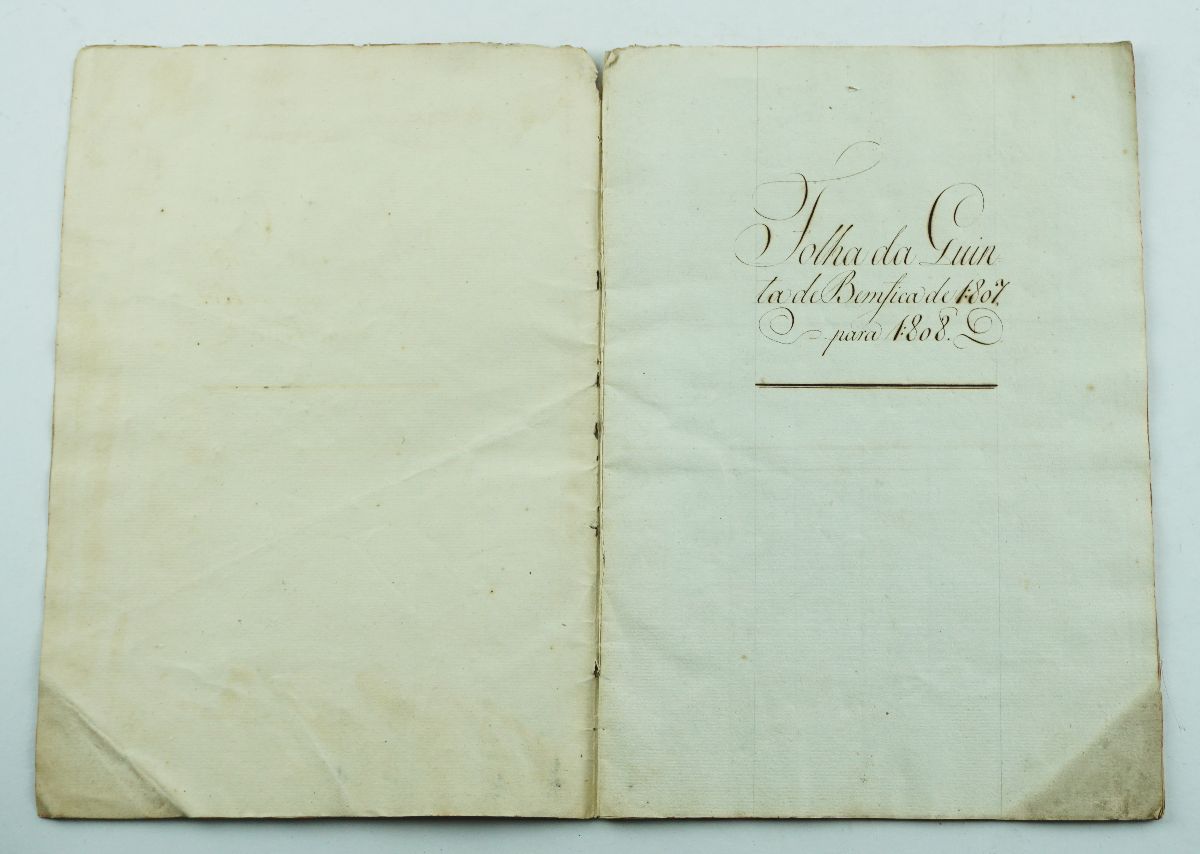 Folha da Quin-
ta de Bemfica de 1807.
para 1808.